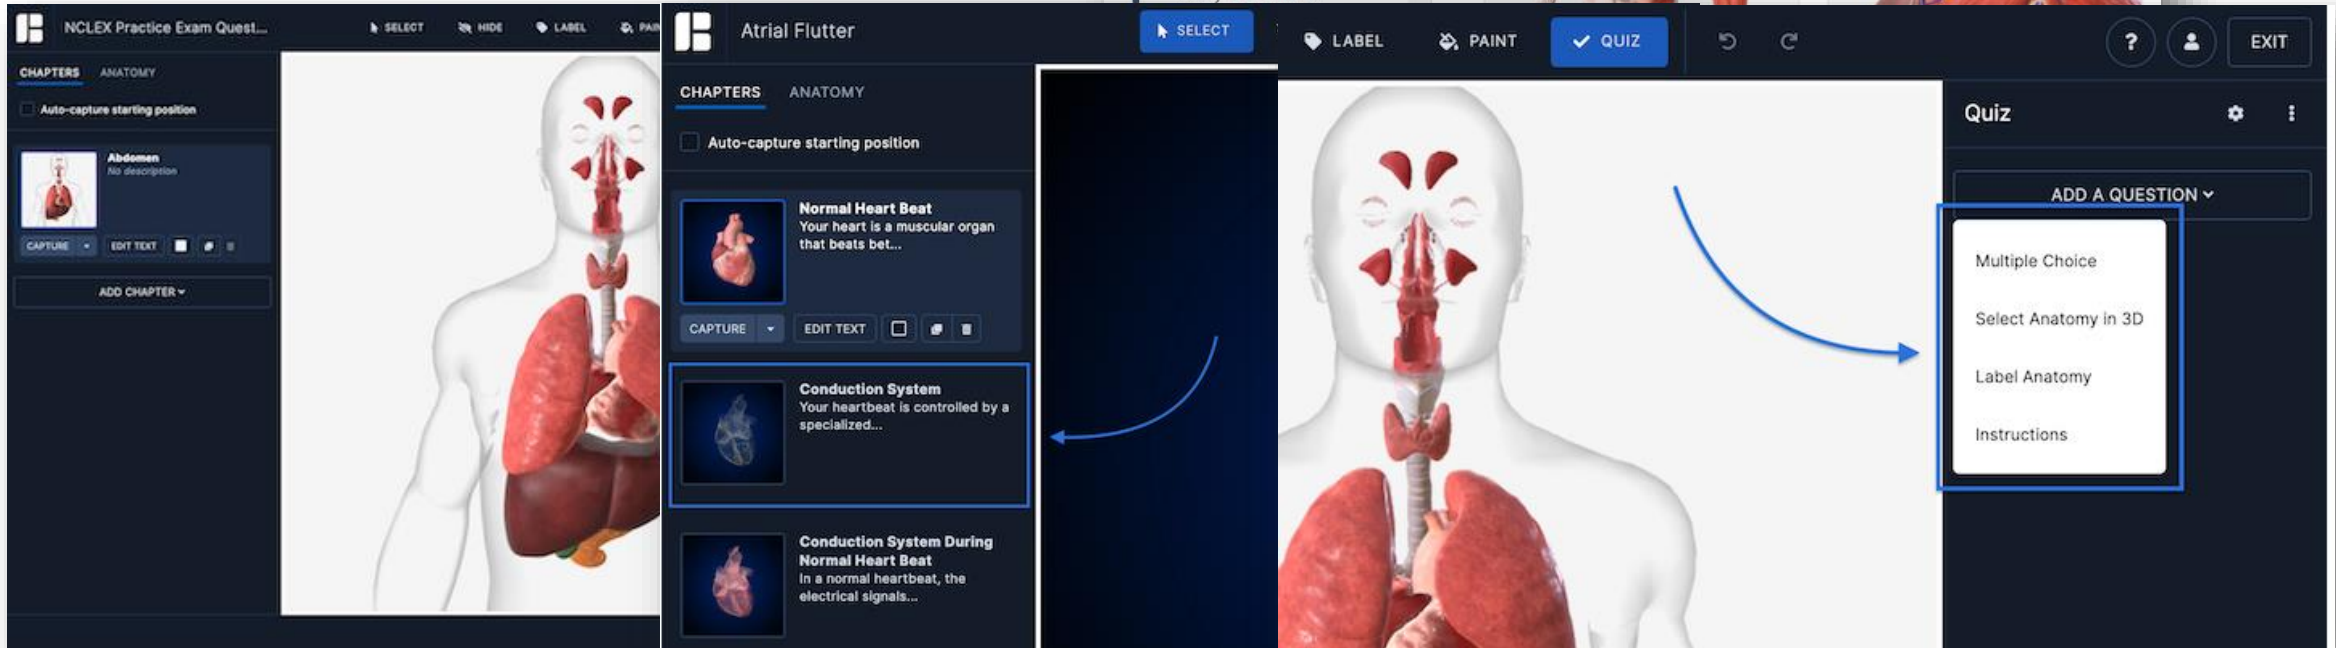 NCLEX Practice Exam Quest...
SELECT
HIDE
LABEL
CHAPTERS
ANATOMY
Auto-capture starting position
Abdomen
No description
CAPTURE
EDIT TEXT
ADD CHAPTER
Atrial Flutter
SELECT
CHAPTERS
ANATOMY
Auto-capture starting position
Normal Heart Beat
Your heart is a muscular organ
that beats bet...
CAPTURE
EDIT TEXT
Conduction System
Your heartbeat is controlled by a
specialized...
Conduction System During
Normal Heart Beat
In a normal heartbeat, the
electrical signals...
LABEL
PAINT
QUIZ
?
EXIT
Quiz
ADD A QUESTION
Multiple Choice
Select Anatomy in 3D
Label Anatomy
Instructions